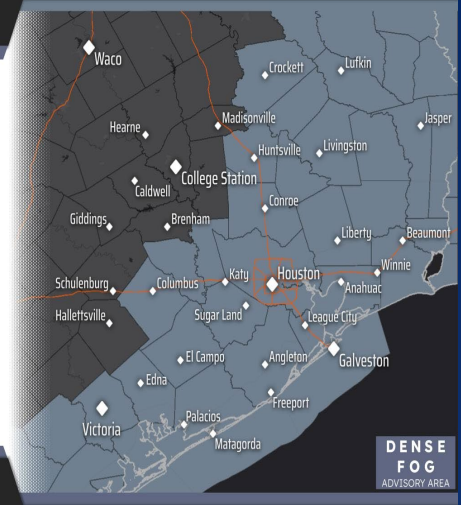 Waco
Crockett
Lufkin
Madisonville
Jasper
Hearne
Huntsville
Livingston
College Station
Caldwell
Conroe
Giddings
Brenham
Liberty
Beaumont
Winnie
Schulenburg
Columbus
Katy
Houston
Anahuac
Hallettsville
Sugar Land
League City
El Campo
Angleton
Galveston
Edna
Freeport
Victoria
Palacios
Matagorda
DENSE
FOG
ADVISORY AREA